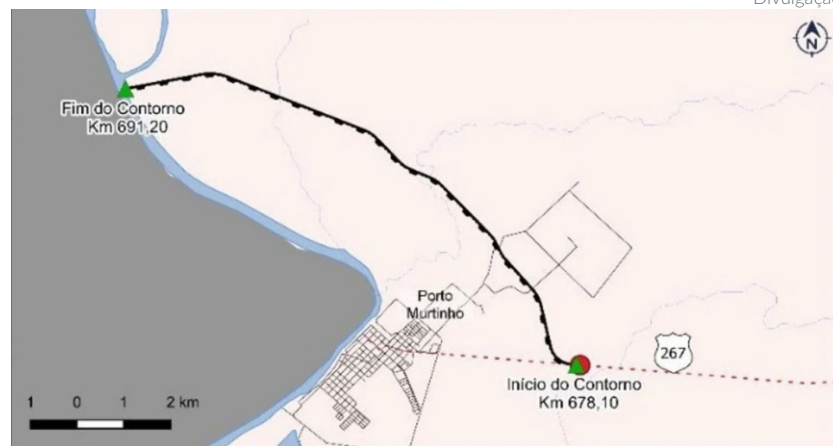 Divulgação
N
Fim do Contorno
Km 691,20
Porto
Murtinho
267
Início do Contorno
Km 678,10
1 0 1 2 km